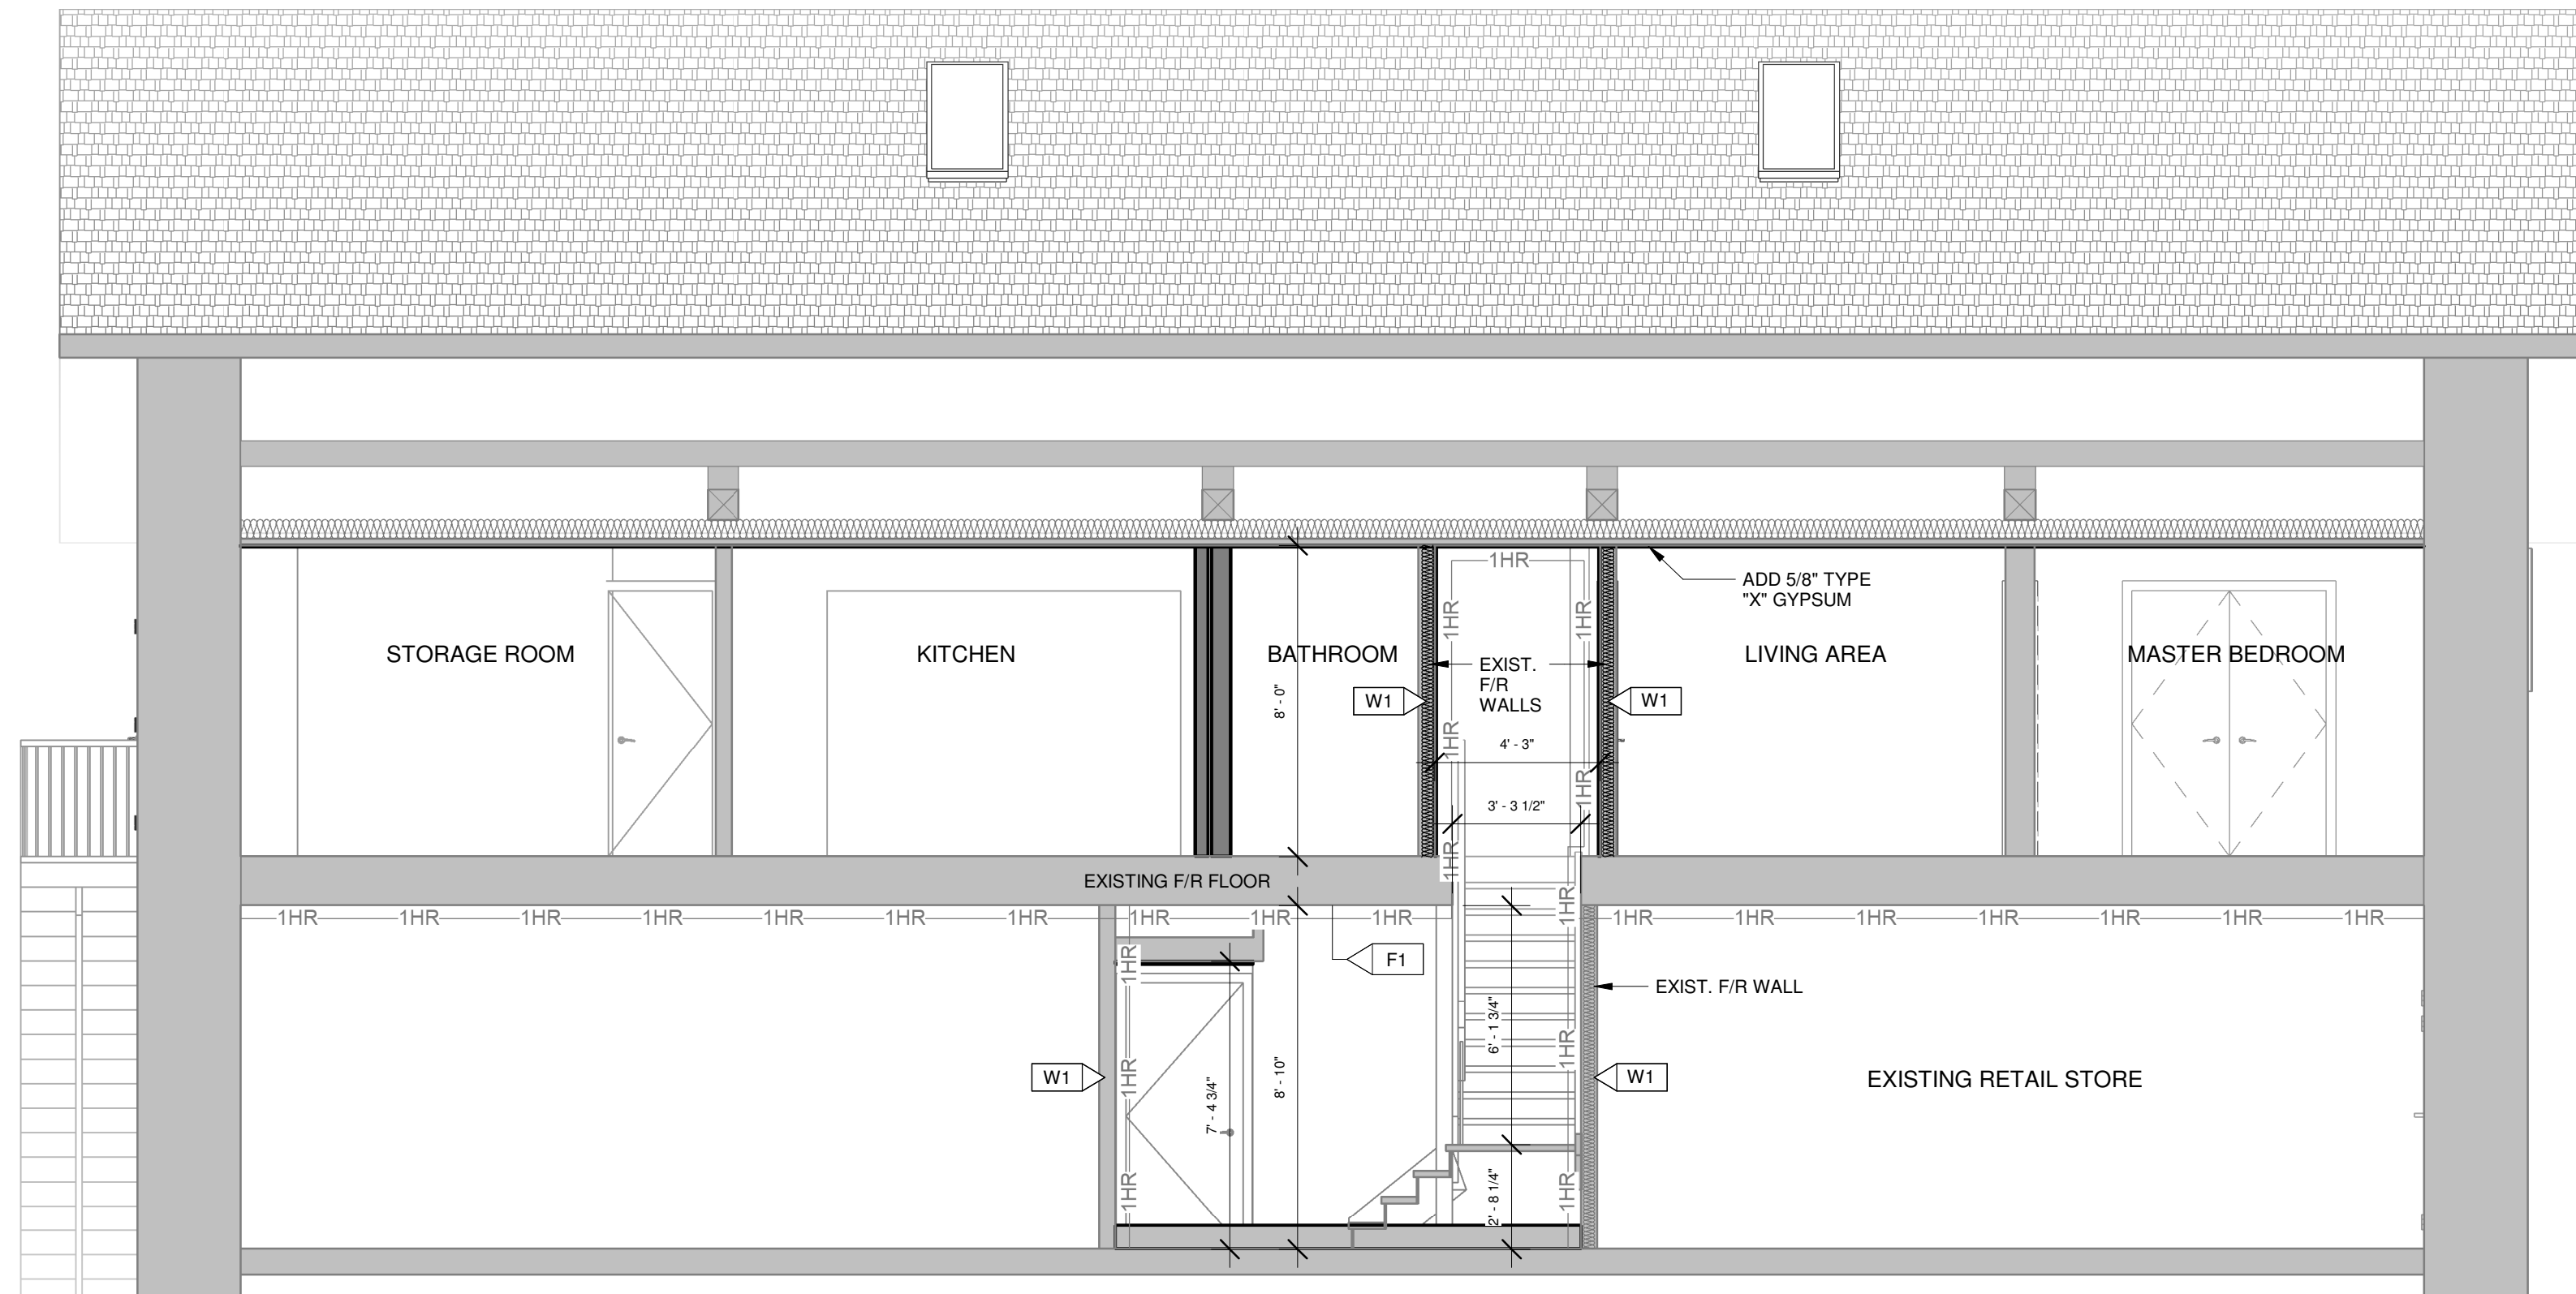 1HR
ADD 5/8" TYPE
"X" GYPSUM
1HR
1HR
STORAGE ROOM
KITCHEN
BATHROOM
LIVING AREA
MASTER BEDROOM
EXIST.
F/R
WALLS
8' - 0"
W1
W1
1HR
4' - 3"
1HR
3' - 3 1/2"
1HR
EXISTING F/R FLOOR
1HR
1HR 1HR 1HR 1HR 1HR 1HR 1HR 1HR 1HR 1HR
1HR 1HR 1HR 1HR 1HR 1HR 1HR
F1
1HR
EXIST. F/R WALL
6' - 1 3/4"
1HR
1HR
W1
W1
8' - 10"
7' - 4 3/4"
EXISTING RETAIL STORE
1HR
1HR
2' - 8 1/4"